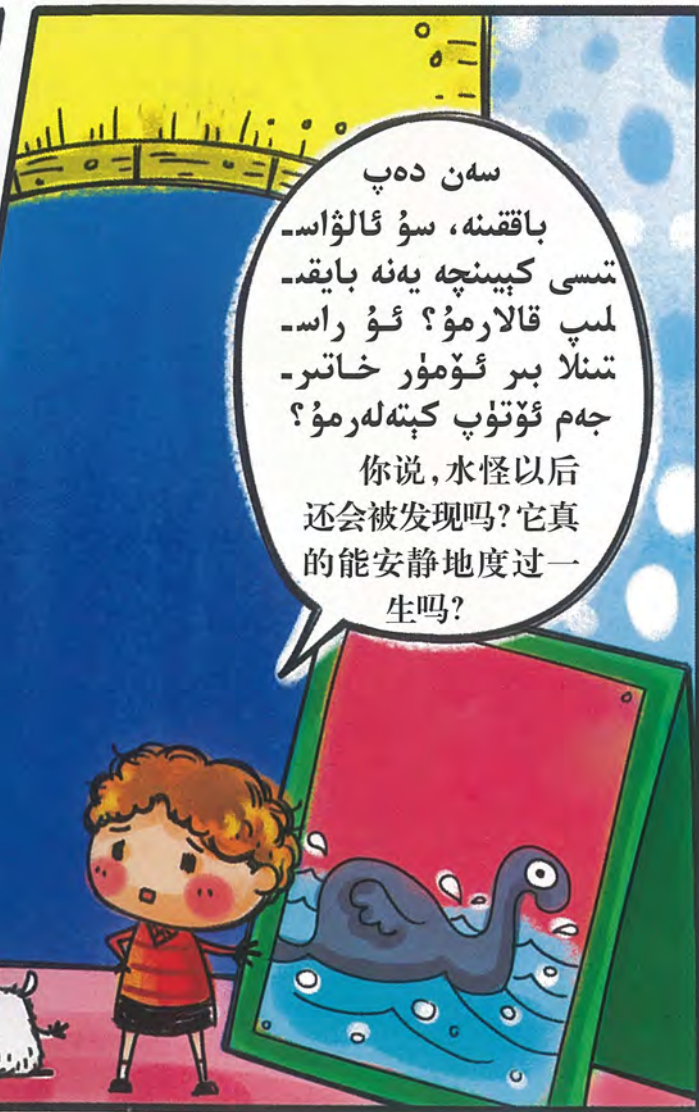 سەن دەپ
باققىنە، سۇ ئالۋاس-
تىسى كېيىنچە يەنە بايقى-
لىپ قالارمۇ؟ ئۇ راس-
تىنلا بىر ئۆمۈر خاتىر-
جەم ئۆتۈپ كېتەلەرمۇ؟
你说，水怪以后
还会被发现吗？它真
的能安静地度过一
生吗？